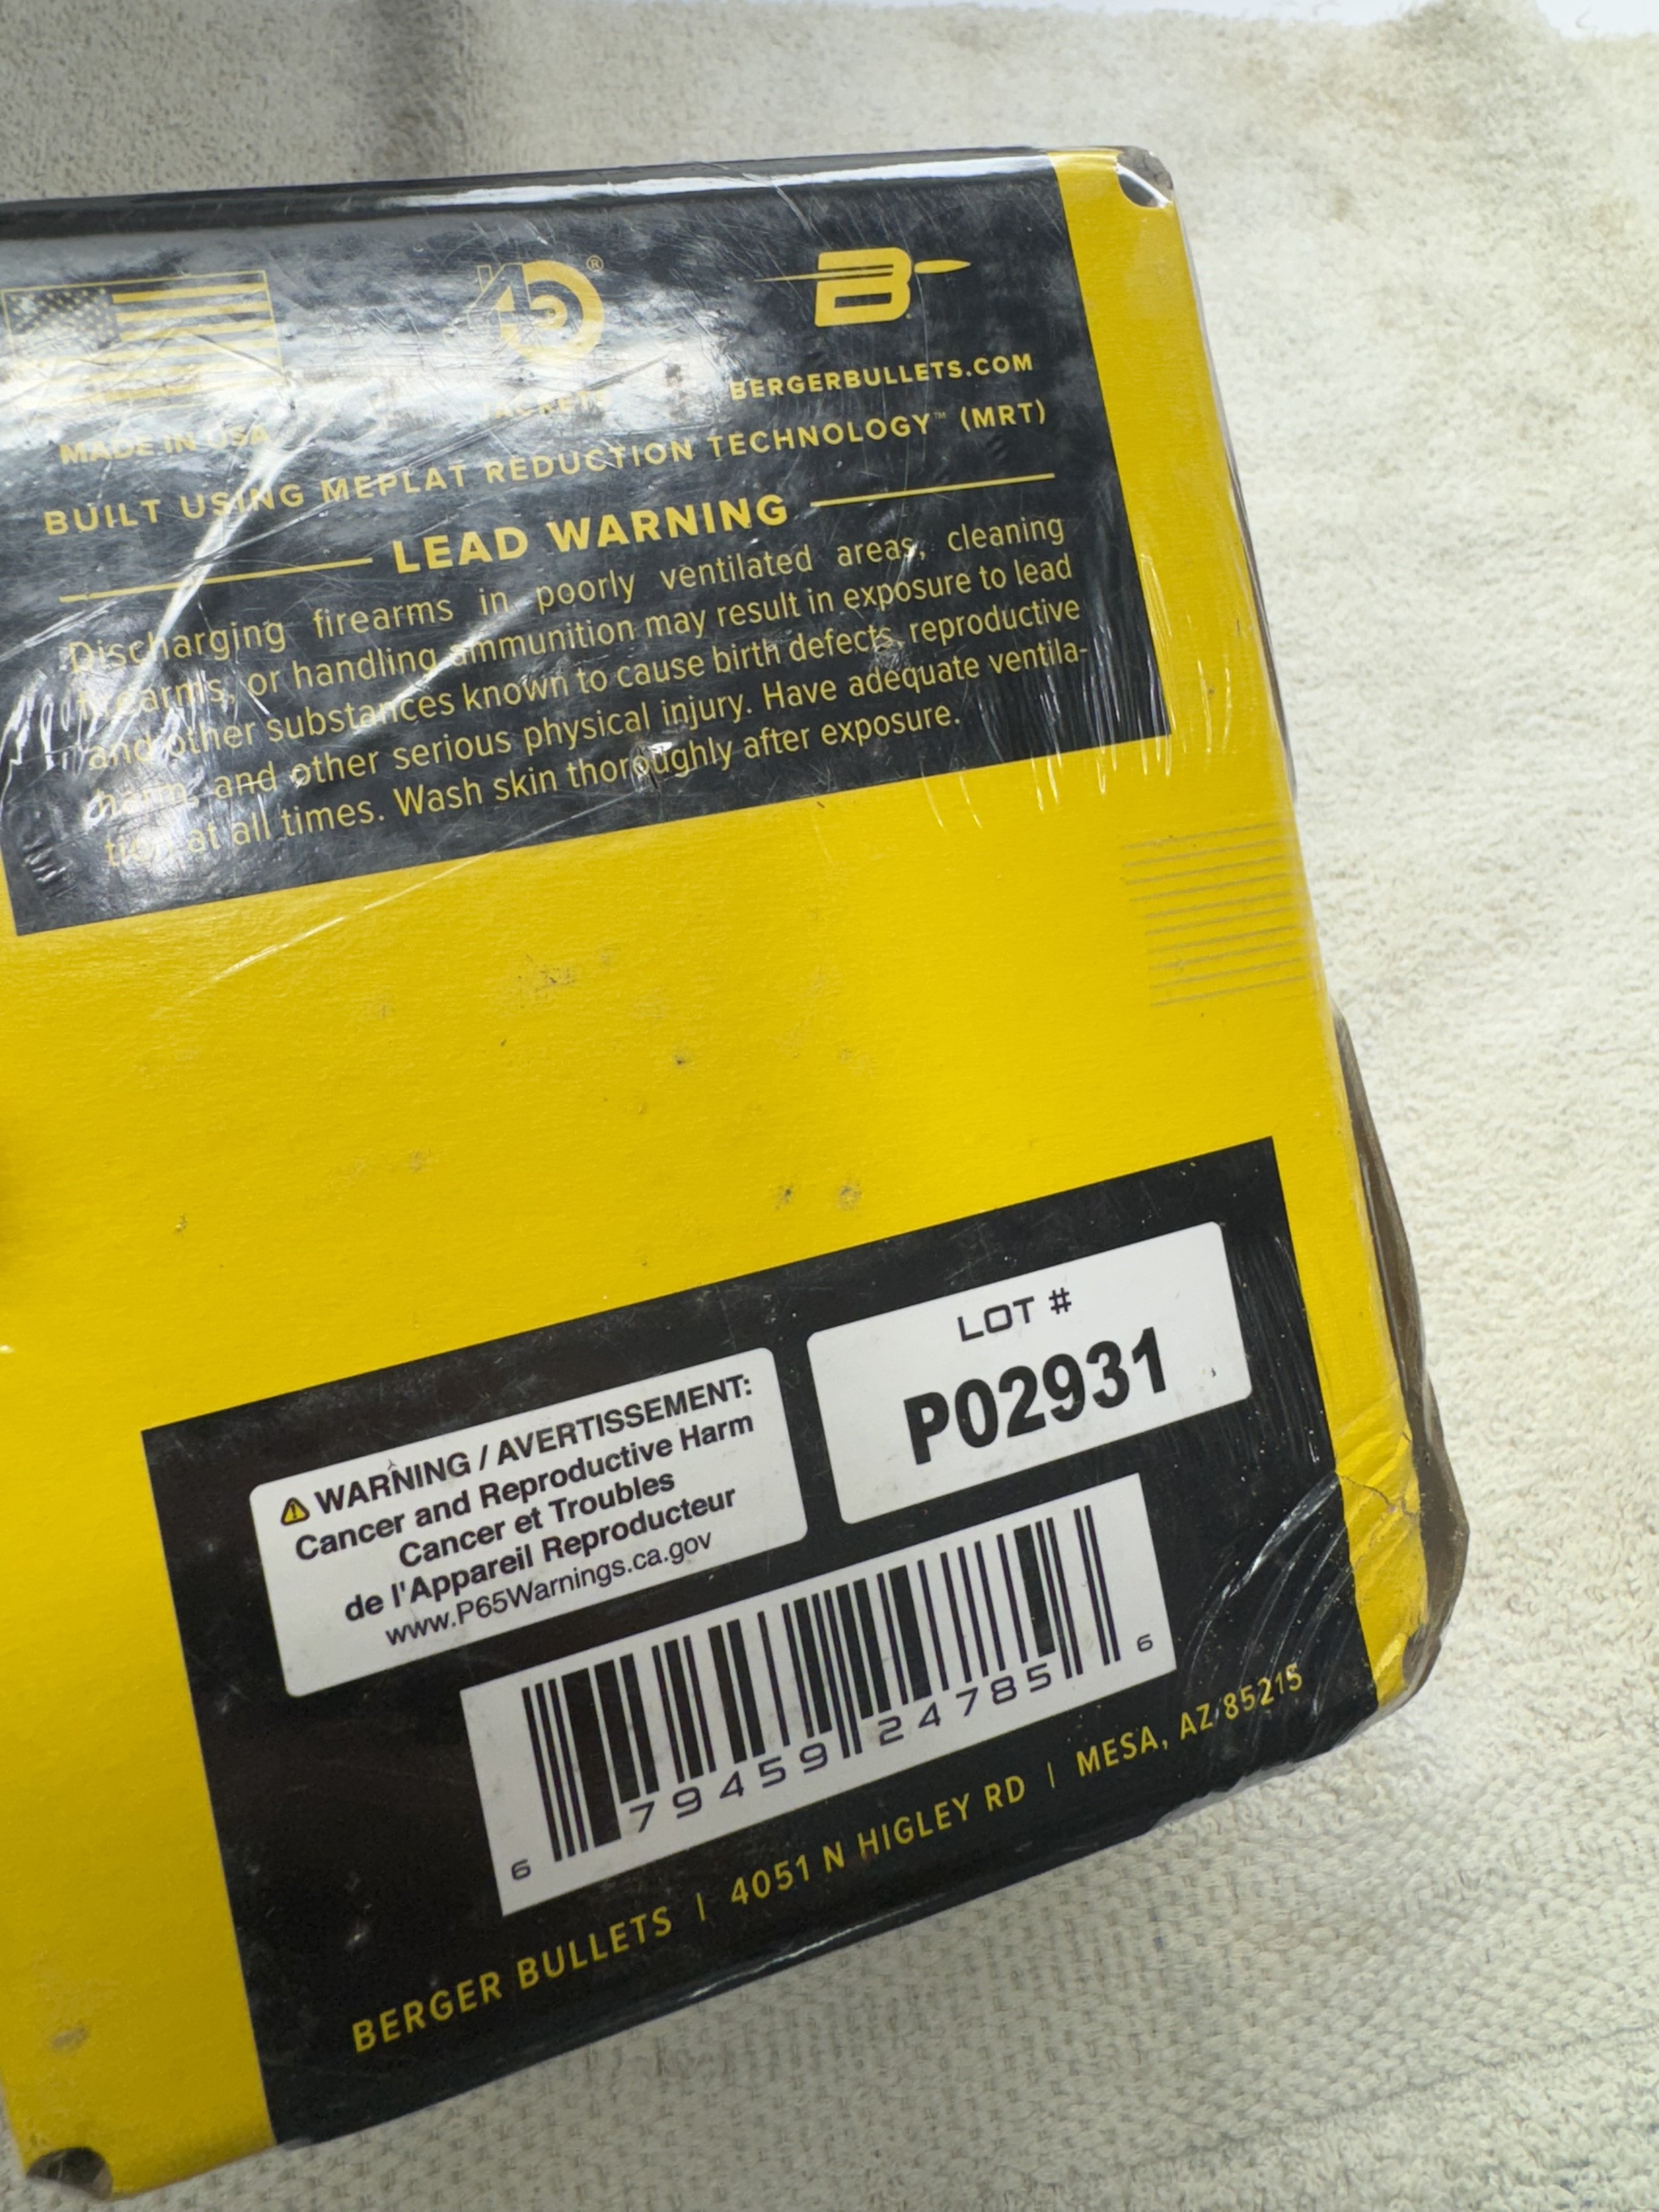 J4
®
B
MADE IN USA
JACKETS
BERGERBULLETS.COM
BUILT USING MEPLAT REDUCTION TECHNOLOGY™ (MRT)
LEAD WARNING
Discharging firearms in poorly ventilated areas, cleaning
firearms, or handling ammunition may result in exposure to lead
and other substances known to cause birth defects, reproductive
harm, and other serious physical injury. Have adequate ventila-
tion at all times. Wash skin thoroughly after exposure.
LOT #
P02931
⚠ WARNING / AVERTISSEMENT:
Cancer and Reproductive Harm
Cancer et Troubles
de l'Appareil Reproducteur
www.P65Warnings.ca.gov
6 79459 24785 6
BERGER BULLETS | 4051 N HIGLEY RD | MESA, AZ 85215